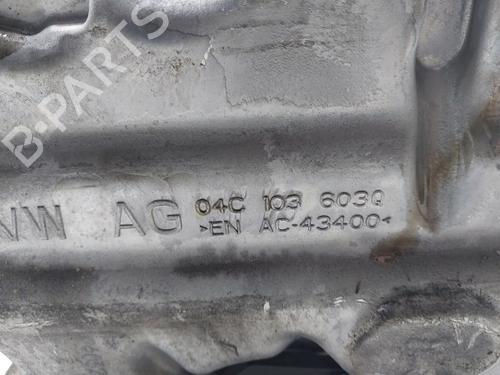 B-PARTS
VW AG 04C 103 603Q
>EN AC-43400<